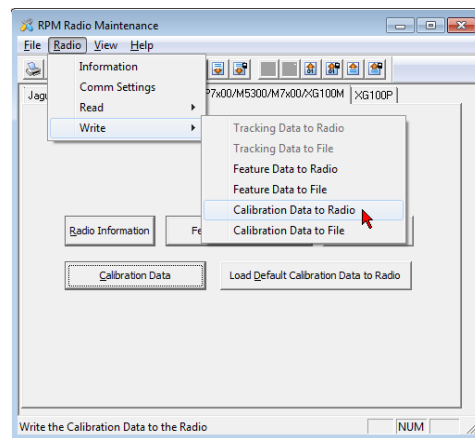 RPM Radio Maintenance
File Radio View Help
Information
Comm Settings
Read
Write
P7x00/M5300/M7x00/XG100M
XG100P
Tracking Data to Radio
Tracking Data to File
Feature Data to Radio
Feature Data to File
Calibration Data to Radio
Calibration Data to File
Radio Information
Calibration Data
Load Default Calibration Data to Radio
Write the Calibration Data to the Radio
NUM